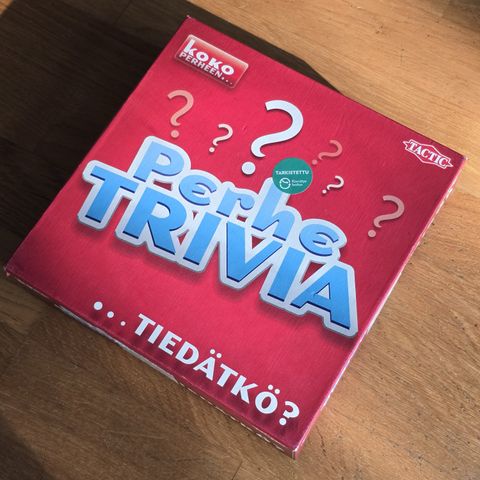 KOKO
PERHEEN...
?
?
?
?
?
?
TACTIC
TARKISTETTU
Perhe
TRIVIA
...TIEDÄTKÖ?